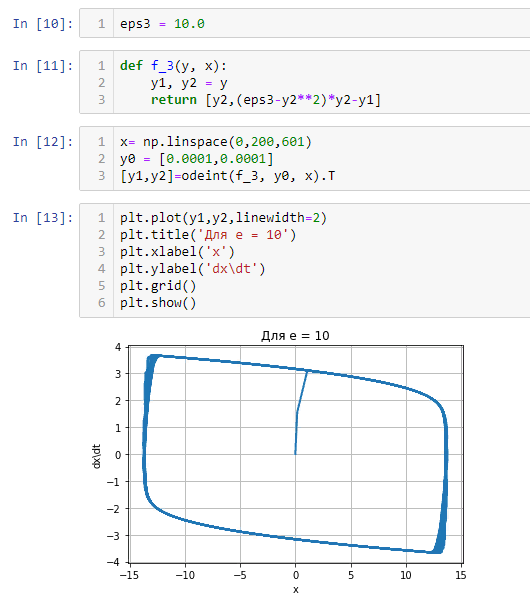 In [10]: 1 eps3 = 10.0
In [11]: 1 def f_3(y, x):
2 y1, y2 = y
3 return [y2,(eps3-y2**2)*y2-y1]
In [12]: 1 x= np.linspace(0,200,601)
2 y0 = [0.0001,0.0001]
3 [y1,y2]=odeint(f_3, y0, x).T
In [13]: 1 plt.plot(y1,y2,linewidth=2)
2 plt.title('Для e = 10')
3 plt.xlabel('x')
4 plt.ylabel('dx\dt')
5 plt.grid()
6 plt.show()
Для e = 10
4
3
2
1
0
−1
−2
−3
−4
dx\dt
−15 −10 −5 0 5 10 15
x